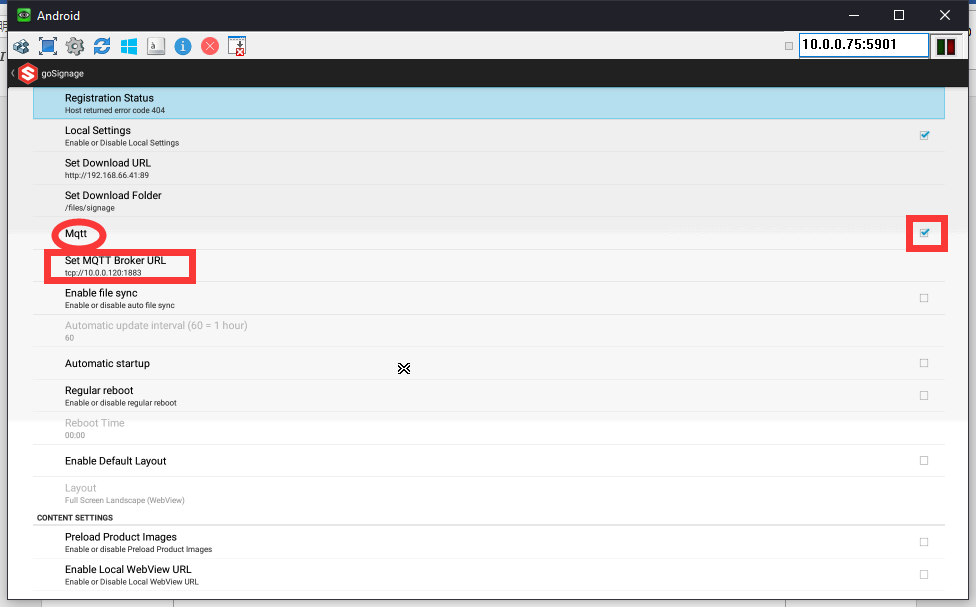 Android
10.0.0.75:5901
goSignage
Registration Status
Host returned error code 404
Local Settings
Enable or Disable Local Settings
Set Download URL
http://192.168.66.41:89
Set Download Folder
/files/signage
Mqtt
Set MQTT Broker URL
tcp://10.0.0.120:1883
Enable file sync
Enable or disable auto file sync
Automatic update interval (60 = 1 hour)
60
Automatic startup
Regular reboot
Enable or disable regular reboot
Reboot Time
00:00
Enable Default Layout
Layout
Full Screen Landscape (WebView)
CONTENT SETTINGS
Preload Product Images
Enable or disable Preload Product Images
Enable Local WebView URL
Enable or Disable Local WebView URL